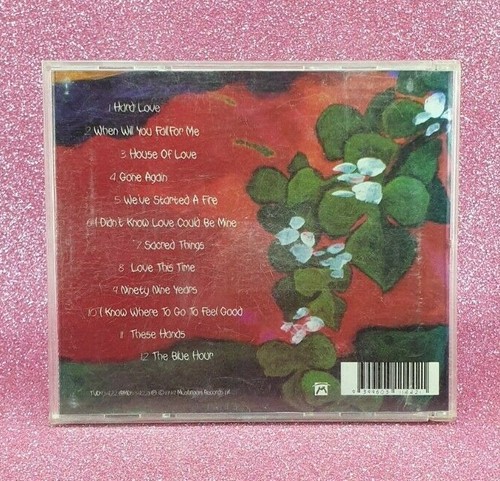 1 Hard Love
2 When Will You Fall For Me
3 House Of Love
4 Gone Again
5 We've Started A Fire
6 I Didn't Know Love Could Be Mine
7 Sacred Things
8 Love This Time
9 Ninety Nine Years
10 I Know Where To Go To Feel Good
11 These Hands
12 The Blue Hour
Mushroom Records